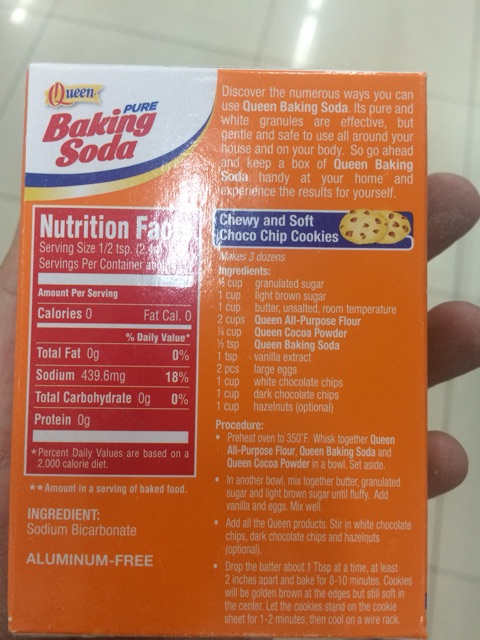 Queen
PURE
Baking
Soda
Discover the numerous ways you can
use Queen Baking Soda. Its pure and
white granules are effective, but
gentle and safe to use all around your
house and on your body. So go ahead
and keep a box of Queen Baking
Soda handy at your home and
experience the results for yourself.
Nutrition
Serving Size 1/2 tsp.
Servings Per Container
Amount Per Serving
Calories 0 Fat Cal. 0
% Daily Value*
Total Fat 0g 0%
Sodium 439.6mg 18%
Total Carbohydrate 0g 0%
Protein 0g
*Percent Daily Values are based on a
2,000 calorie diet.
**Amount in a serving of baked food.
INGREDIENT:
Sodium Bicarbonate
ALUMINUM-FREE
Chewy and Soft
Choco Chip Cookies
Makes 3 dozens
Ingredients:
cup granulated sugar
1 cup light brown sugar
1 cup butter, unsalted, room temperature
2 cups Queen All-Purpose Flour
¼ cup Queen Cocoa Powder
½ tsp Queen Baking Soda
1 tsp vanilla extract
2 pcs large eggs
1 cup white chocolate chips
1 cup dark chocolate chips
1 cup hazelnuts (optional)
Procedure:
• Preheat oven to 350°F. Whisk together Queen
All-Purpose Flour, Queen Baking Soda and
Queen Cocoa Powder in a bowl. Set aside.
• In another bowl, mix together butter, granulated
sugar and light brown sugar until fluffy. Add
vanilla and eggs. Mix well.
• Add all the Queen products. Stir in white chocolate
chips, dark chocolate chips and hazelnuts
(optional).
• Drop the batter about 1 Tbsp at a time, at least
2 inches apart and bake for 8-10 minutes. Cookies
will be golden brown at the edges but still soft in
the center. Let the cookies stand on the cookie
sheet for 1-2 minutes, then cool on a wire rack.